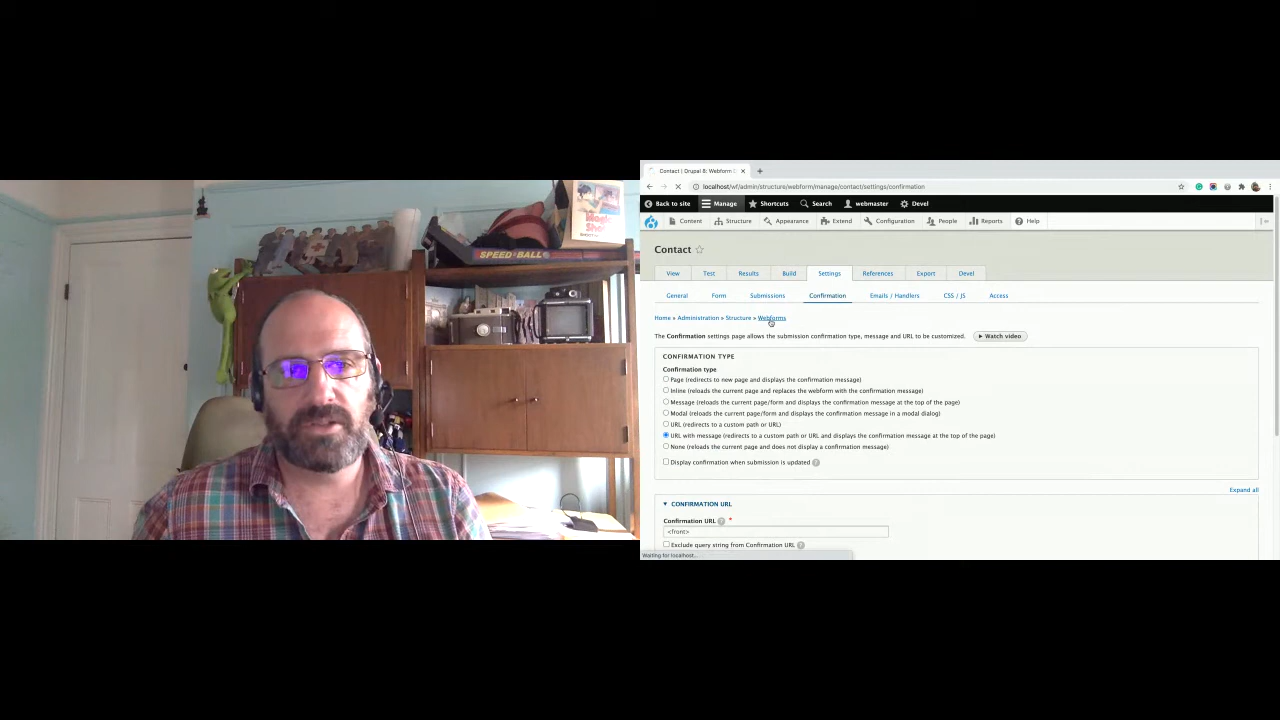 SPEED BALL
Contact | Drupal 8: Webform
localhost/wf/admin/structure/webform/manage/contact/settings/confirmation
Back to site Manage Shortcuts Search webmaster Devel
Content Structure Appearance Extend Configuration People Reports Help
Contact
View Test Results Build Settings References Export Devel
General Form Submissions Confirmation Emails / Handlers CSS / JS Access
Home » Administration » Structure » Webforms
The Confirmation settings page allows the submission confirmation type, message and URL to be customized. Watch video
CONFIRMATION TYPE
Confirmation type
Page (redirects to new page and displays the confirmation message)
Inline (reloads the current page and replaces the webform with the confirmation message)
Message (reloads the current page/form and displays the confirmation message at the top of the page)
Modal (reloads the current page/form and displays the confirmation message in a modal dialog)
URL (redirects to a custom path or URL)
URL with message (redirects to a custom path or URL and displays the confirmation message at the top of the page)
None (reloads the current page and does not display a confirmation message)
Display confirmation when submission is updated ?
Expand all
CONFIRMATION URL
Confirmation URL ? *
<front>
Exclude query string from Confirmation URL ?
Waiting for localhost...